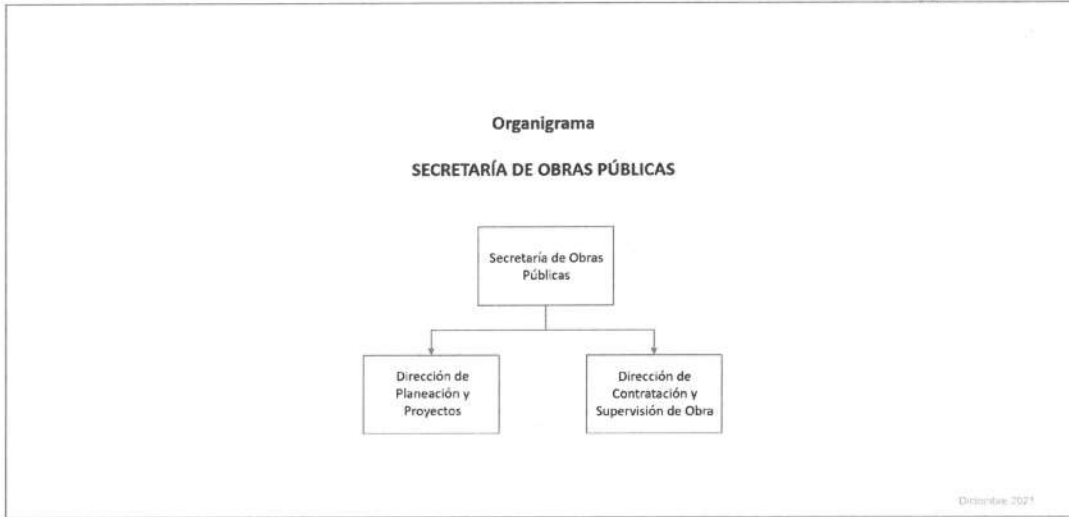 Organigrama
SECRETARÍA DE OBRAS PÚBLICAS
Secretaría de Obras
Públicas
Dirección de
Planeación y
Proyectos
Dirección de
Contratación y
Supervisión de Obra
Diciembre 2021